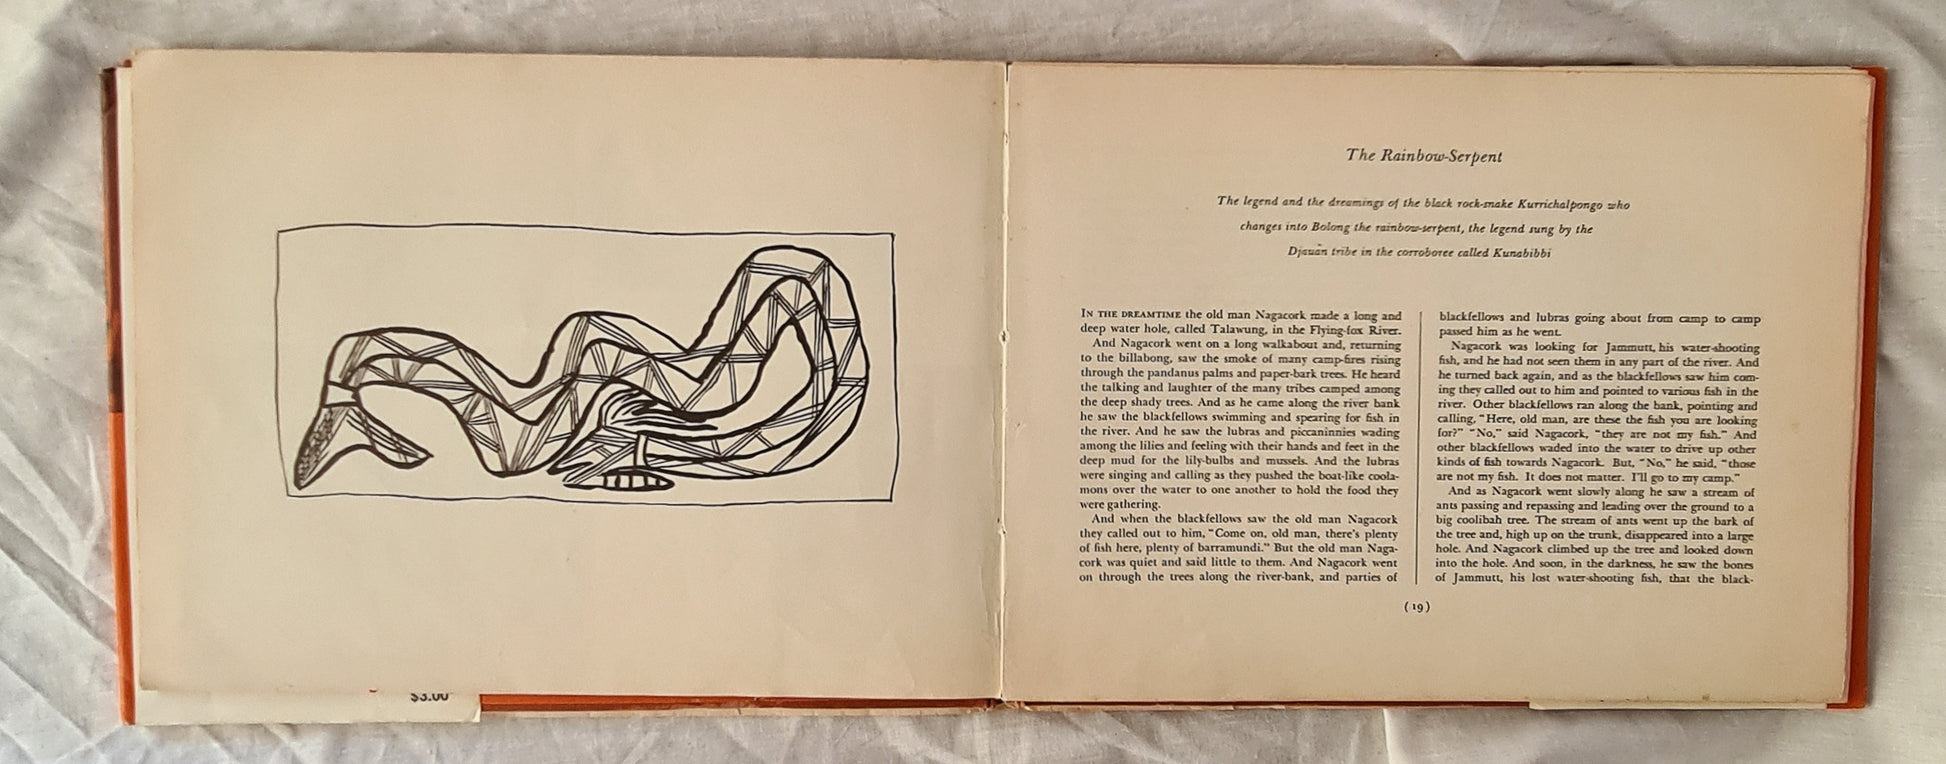 The Rainbow-Serpent
The legend and the dreamings of the black rock-snake Kurrichalpongo who
changes into Bolong the rainbow-serpent, the legend sung by the
Djauan tribe in the corroboree called Kunabibbi
IN THE DREAMTIME the old man Nagacork made a long and
deep water hole, called Talawung, in the Flying-fox River.
And Nagacork went on a long walkabout and, returning
to the billabong, saw the smoke of many camp-fires rising
through the pandanus palms and paper-bark trees. He heard
the talking and laughter of the many tribes camped among
the deep shady trees. And as he came along the river bank
he saw the blackfellows swimming and spearing for fish in
the river. And he saw the lubras and piccaninnies wading
among the lilies and feeling with their hands and feet in the
deep mud for the lily-bulbs and mussels. And the lubras
were singing and calling as they pushed the boat-like coola-
mons over the water to one another to hold the food they
were gathering.
And when the blackfellows saw the old man Nagacork
they called out to him, "Come on, old man, there's plenty
of fish here, plenty of barramundi." But the old man Naga-
cork was quiet and said little to them. And Nagacork went
on through the trees along the river-bank, and parties of
blackfellows and lubras going about from camp to camp
passed him as he went.
Nagacork was looking for Jammutt, his water-shooting
fish, and he had not seen them in any part of the river. And
he turned back again, and as the blackfellows saw him com-
ing they called out to him and pointed to various fish in the
river. Other blackfellows ran along the bank, pointing and
calling, "Here, old man, are these the fish you are looking
for?" "No," said Nagacork, "they are not my fish." And
other blackfellows waded into the water to drive up other
kinds of fish towards Nagacork. But, "No," he said, "those
are not my fish. It does not matter. I'll go to my camp."
And as Nagacork went slowly along he saw a stream of
ants passing and repassing and leading over the ground to a
big coolibah tree. The stream of ants went up the bark of
the tree and, high up on the trunk, disappeared into a large
hole. And Nagacork climbed up the tree and looked down
into the hole. And soon, in the darkness, he saw the bones
of Jammutt, his lost water-shooting fish, that the black-
(19)
$3.00